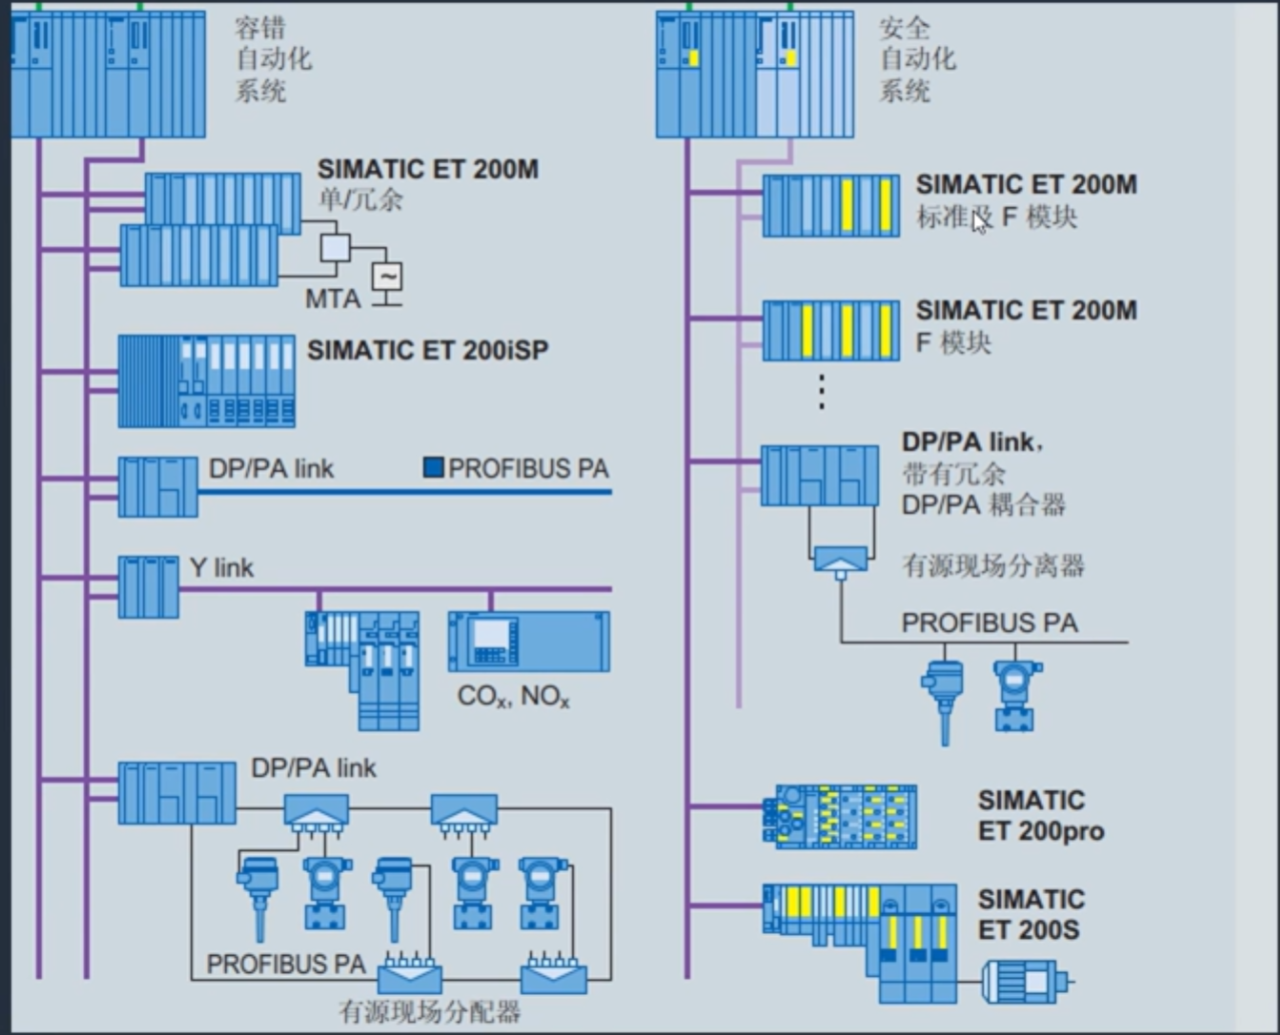 容错
自动化
系统
SIMATIC ET 200M
单/冗余
MTA
~
SIMATIC ET 200iSP
DP/PA link
PROFIBUS PA
Y link
COₓ, NOₓ
DP/PA link
PROFIBUS PA
有源现场分配器
安全
自动化
系统
SIMATIC ET 200M
标准及 F 模块
SIMATIC ET 200M
F 模块
DP/PA link，
带有冗余
DP/PA 耦合器
有源现场分离器
PROFIBUS PA
SIMATIC
ET 200pro
SIMATIC
ET 200S